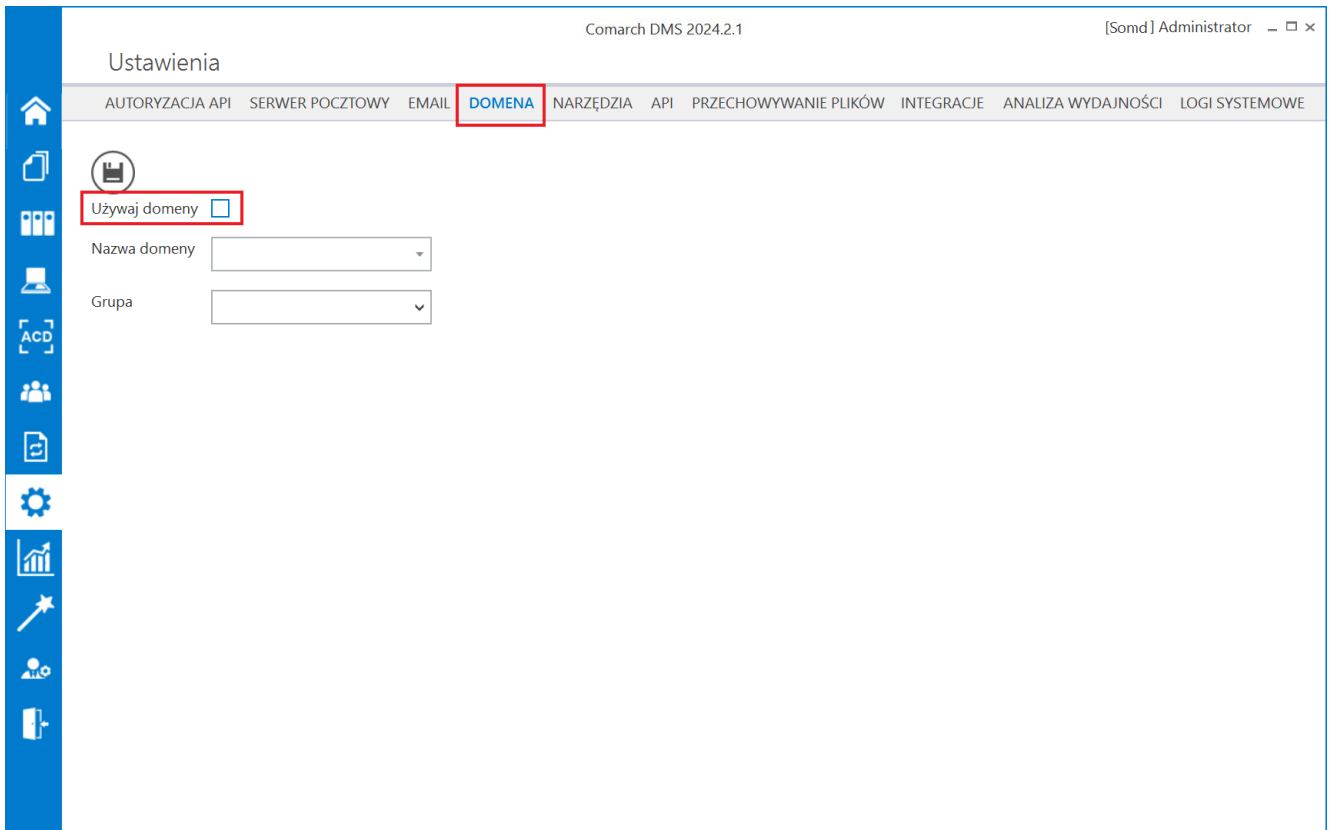 Comarch DMS 2024.2.1
[Somd] Administrator
Ustawienia
AUTORYZACJA API SERWER POCZTOWY EMAIL DOMENA NARZĘDZIA API PRZECHOWYWANIE PLIKÓW INTEGRACJE ANALIZA WYDAJNOŚCI LOGI SYSTEMOWE
Używaj domeny
Nazwa domeny
Grupa
ACD